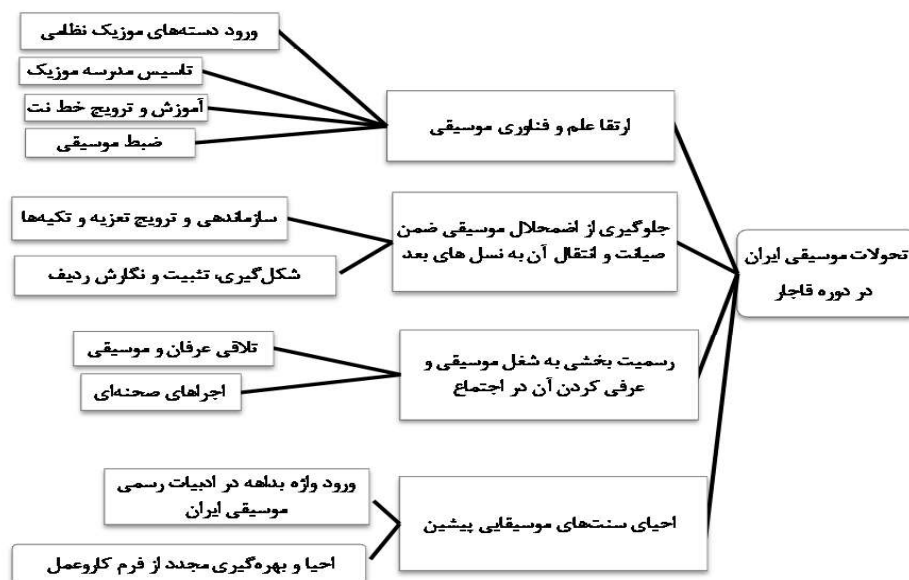 تحولات موسیقی ایران
در دوره قاجار
ارتقا علم و فناوری موسیقی
ورود دسته‌های موزیک نظامی
تاسیس مدرسه موزیک
آموزش و ترویج خط نت
ضبط موسیقی
جلوگیری از اضمحلال موسیقی ضمن
صیانت و انتقال آن به نسل های بعد
سازماندهی و ترویج تعزیه و تکیه‌ها
شکل‌گیری، تثبیت و نگارش ردیف
رسمیت بخشی به شغل موسیقی و
عرفی کردن آن در اجتماع
تلاقی عرفان و موسیقی
اجراهای صحنه‌ای
احیای سنت‌های موسیقایی پیشین
ورود واژه بداهه در ادبیات رسمی
موسیقی ایران
احیا و بهره‌گیری مجدد از فرم کاروعمل